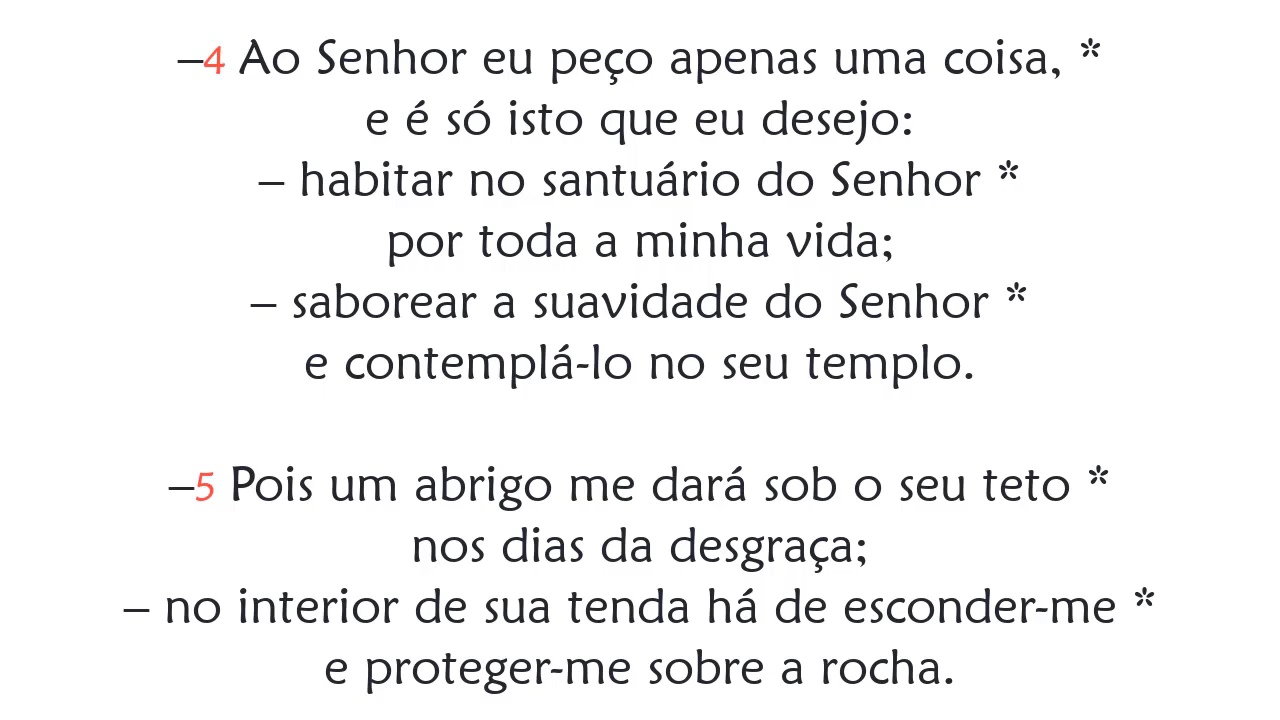 –4 Ao Senhor eu peço apenas uma coisa, *
e é só isto que eu desejo:
– habitar no santuário do Senhor *
por toda a minha vida;
– saborear a suavidade do Senhor *
e contemplá-lo no seu templo.
–5 Pois um abrigo me dará sob o seu teto *
nos dias da desgraça;
– no interior de sua tenda há de esconder-me *
e proteger-me sobre a rocha.